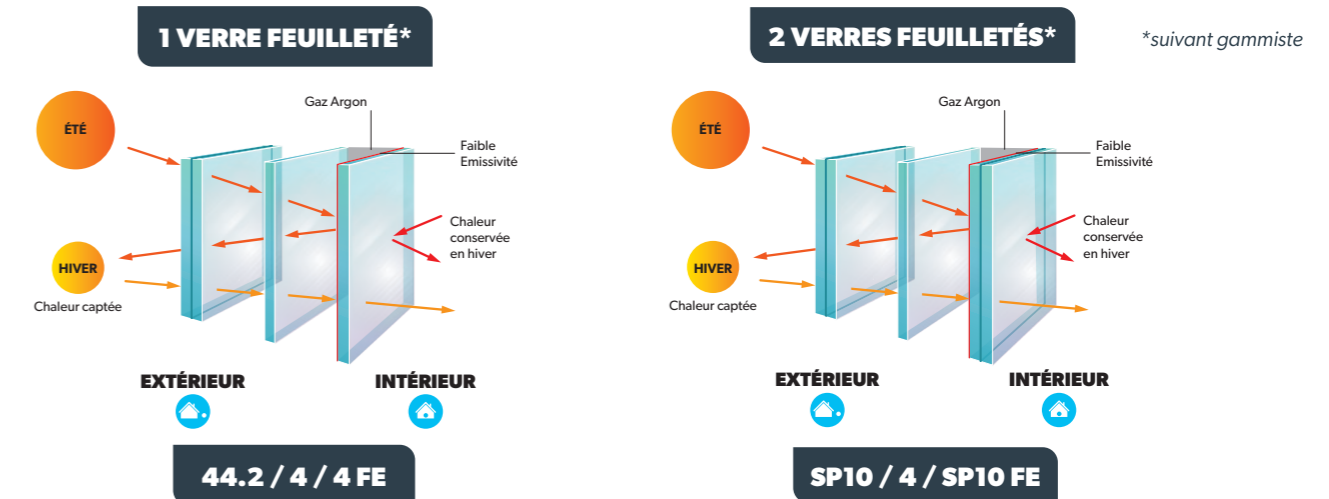 1 VERRE FEUILLETÉ*
ÉTÉ
Gaz Argon
Faible
Emissivité
Chaleur
conservée
en hiver
HIVER
Chaleur captée
EXTÉRIEUR
INTÉRIEUR
44.2 / 4 / 4 FE
2 VERRES FEUILLETÉS*
*suivant gammiste
ÉTÉ
Gaz Argon
Faible
Emissivité
Chaleur
conservée
en hiver
HIVER
Chaleur captée
EXTÉRIEUR
INTÉRIEUR
SP10 / 4 / SP10 FE